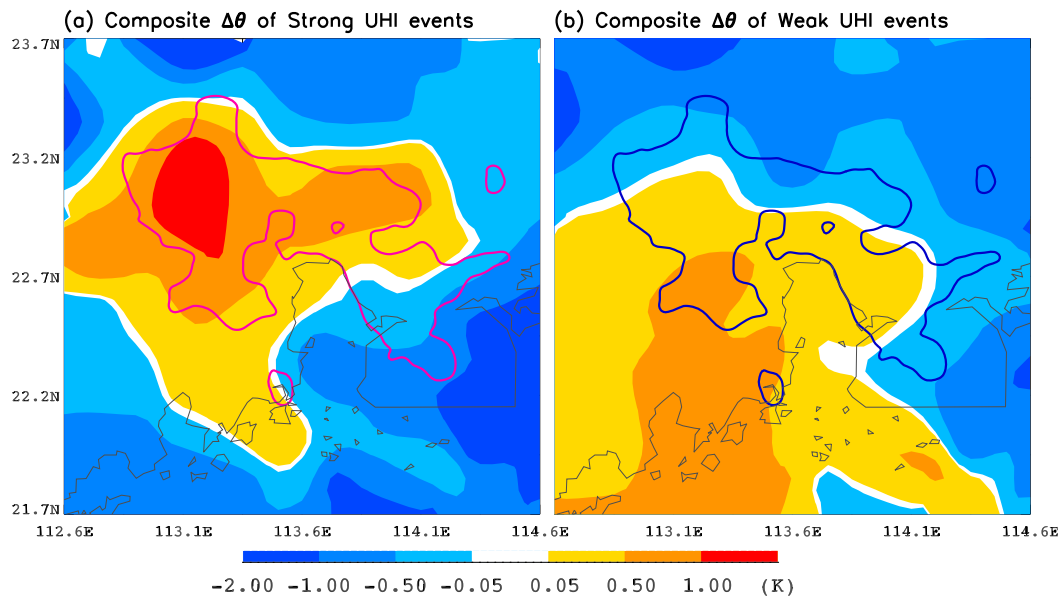 (a) Composite Δθ of Strong UHI events
(b) Composite Δθ of Weak UHI events
23.7N
23.2N
22.7N
22.2N
21.7N
112.6E 113.1E 113.6E 114.1E 114.6E
113.1E 113.6E 114.1E 114.6E
-2.00 -1.00 -0.50 -0.05 0.05 0.50 1.00 (K)